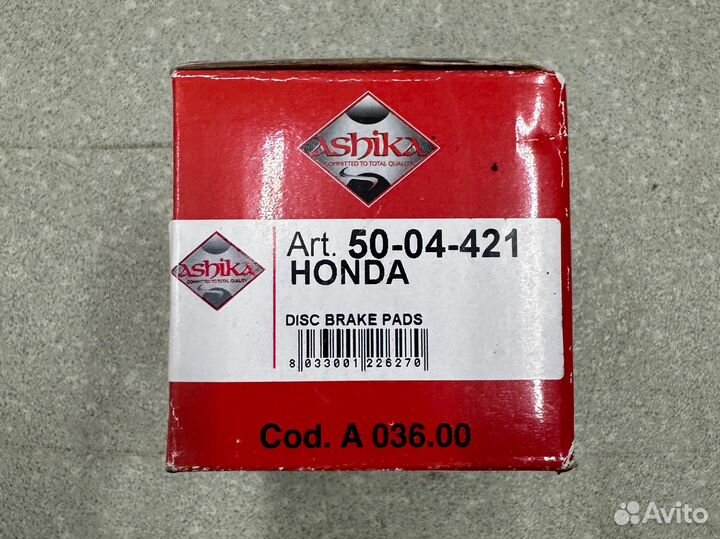 ASHIKA
COMMITTED TO TOTAL QUALITY
ASHIKA
COMMITTED TO TOTAL QUALITY
Art. 50-04-421
HONDA
DISC BRAKE PADS
8 033001 226270
Cod. A 036.00
Avito